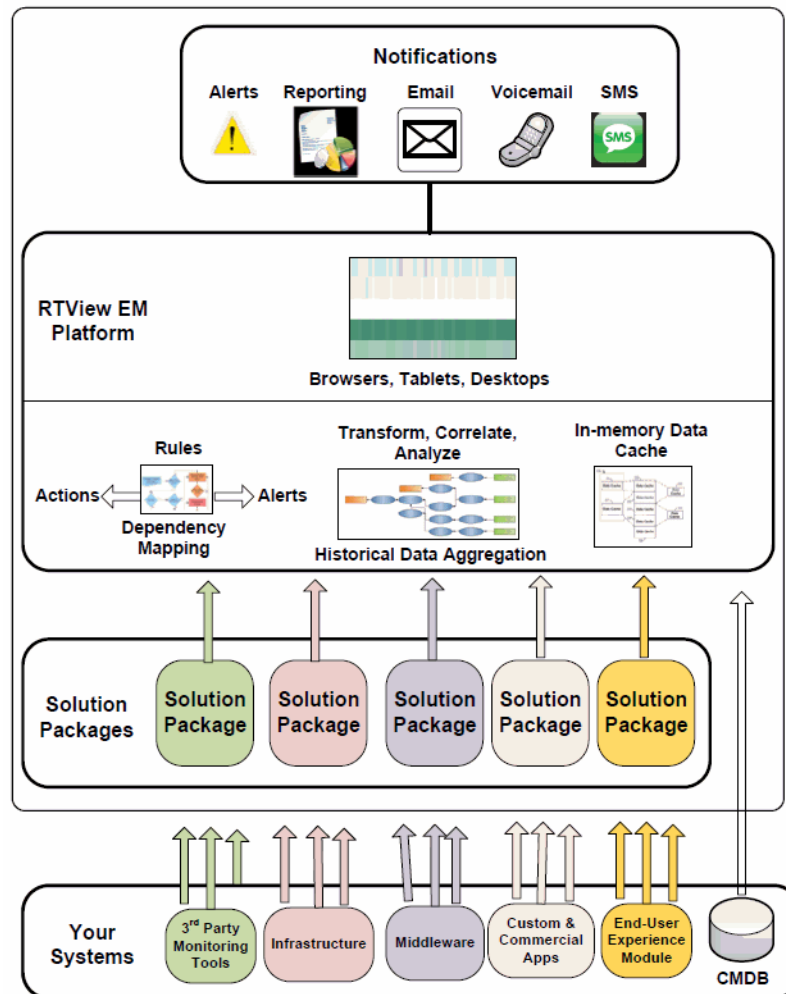 Notifications
Alerts Reporting Email Voicemail SMS
SMS
RTView EM
Platform
Browsers, Tablets, Desktops
Rules
Actions
Alerts
Dependency
Mapping
Transform, Correlate,
Analyze
Historical Data Aggregation
In-memory Data
Cache
Solution
Packages
Solution
Package
Solution
Package
Solution
Package
Solution
Package
Solution
Package
Your
Systems
3rd Party
Monitoring
Tools
Infrastructure
Middleware
Custom &
Commercial
Apps
End-User
Experience
Module
CMDB